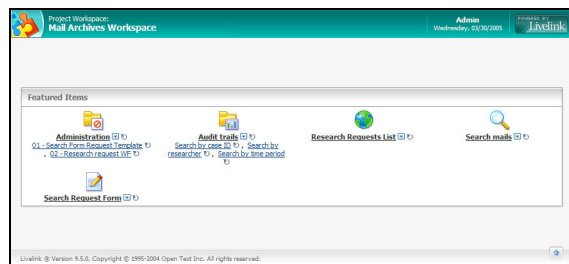 Project Workspace:
Mail Archives Workspace
Admin
Wednesday, 03/30/2005
POWERED BY
Livelink
Featured Items
Administration
01 - Search Form Request Template
, 02 - Research request WF
Audit trails
Search by case ID , Search by
researcher , Search by time period
Research Requests List
Search mails
Search Request Form
Livelink ® Version 9.5.0, Copyright © 1995-2004 Open Text Inc. All rights reserved.